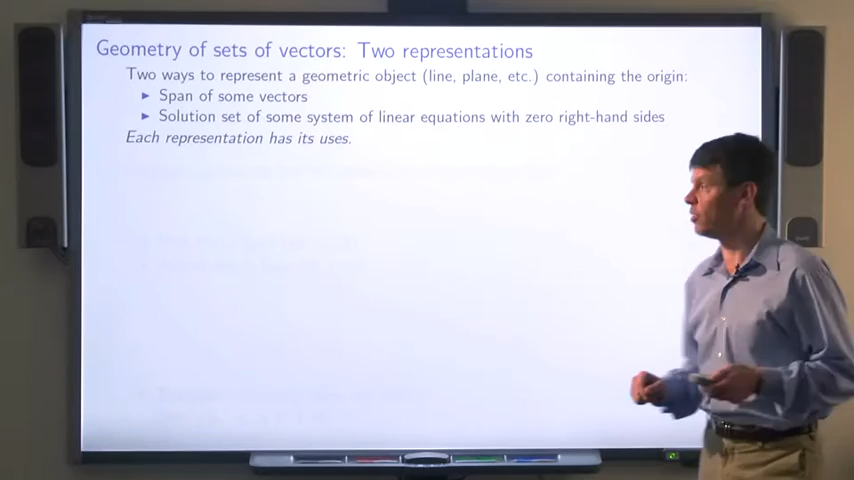 Geometry of sets of vectors: Two representations
Two ways to represent a geometric object (line, plane, etc.) containing the origin:
► Span of some vectors
► Solution set of some system of linear equations with zero right-hand sides
Each representation has its uses.